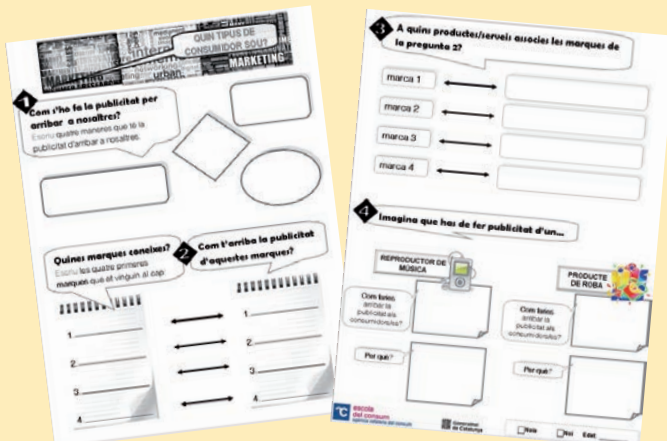 QUIN TIPUS DE
CONSUMIDOR SOU?
MARKETING
1
Com s'ho fa la publicitat per
arribar a nosaltres?
Escriu quatre maneres que té la
publicitat d'arribar a nosaltres.
Quines marques coneixes?
Escriu les quatre primeres
marques que et vinguin al cap.
2
Com t'arriba la publicitat
d'aquestes marques?
1
2
3
4
1
2
3
4
3
A quins productes/serveis associes les marques de
la pregunta 2?
marca 1
marca 2
marca 3
marca 4
4
Imagina que has de fer publicitat d'un...
REPRODUCTOR DE
MÚSICA
Com faries
arribar la
publicitat als
consumidors/es?
Per què?
PRODUCTE
DE ROBA
Com faries
arribar la
publicitat als
consumidors/es?
Per què?
escola
del consum
Generalitat
de Catalunya
Noia
Noi
Edat